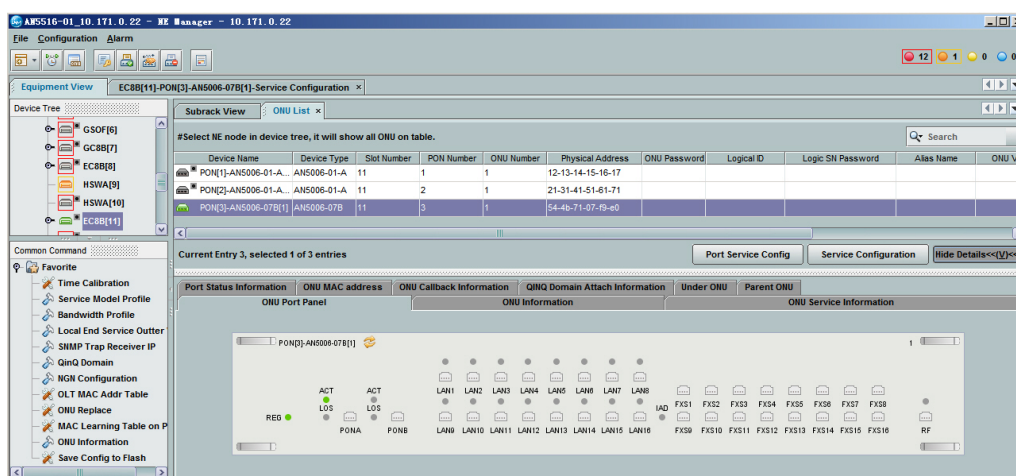 AN5516-01_10.171.0.22 - NE Manager - 10.171.0.22
File Configuration Alarm
12 1 0 0
Equipment View EC8B[11]-PON[3]-AN5006-07B[1]-Service Configuration ×
Device Tree
GSOF[6]
GC8B[7]
EC8B[8]
HSWA[9]
HSWA[10]
EC8B[11]
Subrack View ONU List ×
#Select NE node in device tree, it will show all ONU on table.
Search
Device Name Device Type Slot Number PON Number ONU Number Physical Address ONU Password Logical ID Logic SN Password Alias Name ONU V
PON[1]-AN5006-01-A... AN5006-01-A 11 1 1 12-13-14-15-16-17
PON[2]-AN5006-01-A... AN5006-01-A 11 2 1 21-31-41-51-61-71
PON[3]-AN5006-07B[1] AN5006-07B 11 3 1 54-4b-71-07-f9-e0
Current Entry 3, selected 1 of 3 entries
Port Service Config Service Configuration Hide Details<<(V)<<
Common Command
Favorite
Time Calibration
Service Model Profile
Bandwidth Profile
Local End Service Outter
SNMP Trap Receiver IP
QinQ Domain
NGN Configuration
OLT MAC Addr Table
ONU Replace
MAC Learning Table on P
ONU Information
Save Config to Flash
Port Status Information ONU MAC address ONU Callback Information QINQ Domain Attach Information Under ONU Parent ONU
ONU Port Panel ONU Information ONU Service Information
PON[3]-AN5006-07B[1] 1
ACT ACT LAN1 LAN2 LAN3 LAN4 LAN5 LAN6 LAN7 LAN8
LOS LOS IAD FXS1 FXS2 FXS3 FXS4 FXS5 FXS6 FXS7 FXS8
REG
PONA PONB LAN9 LAN10 LAN11 LAN12 LAN13 LAN14 LAN15 LAN16 FXS9 FXS10 FXS11 FXS12 FXS13 FXS14 FXS15 FXS16 RF